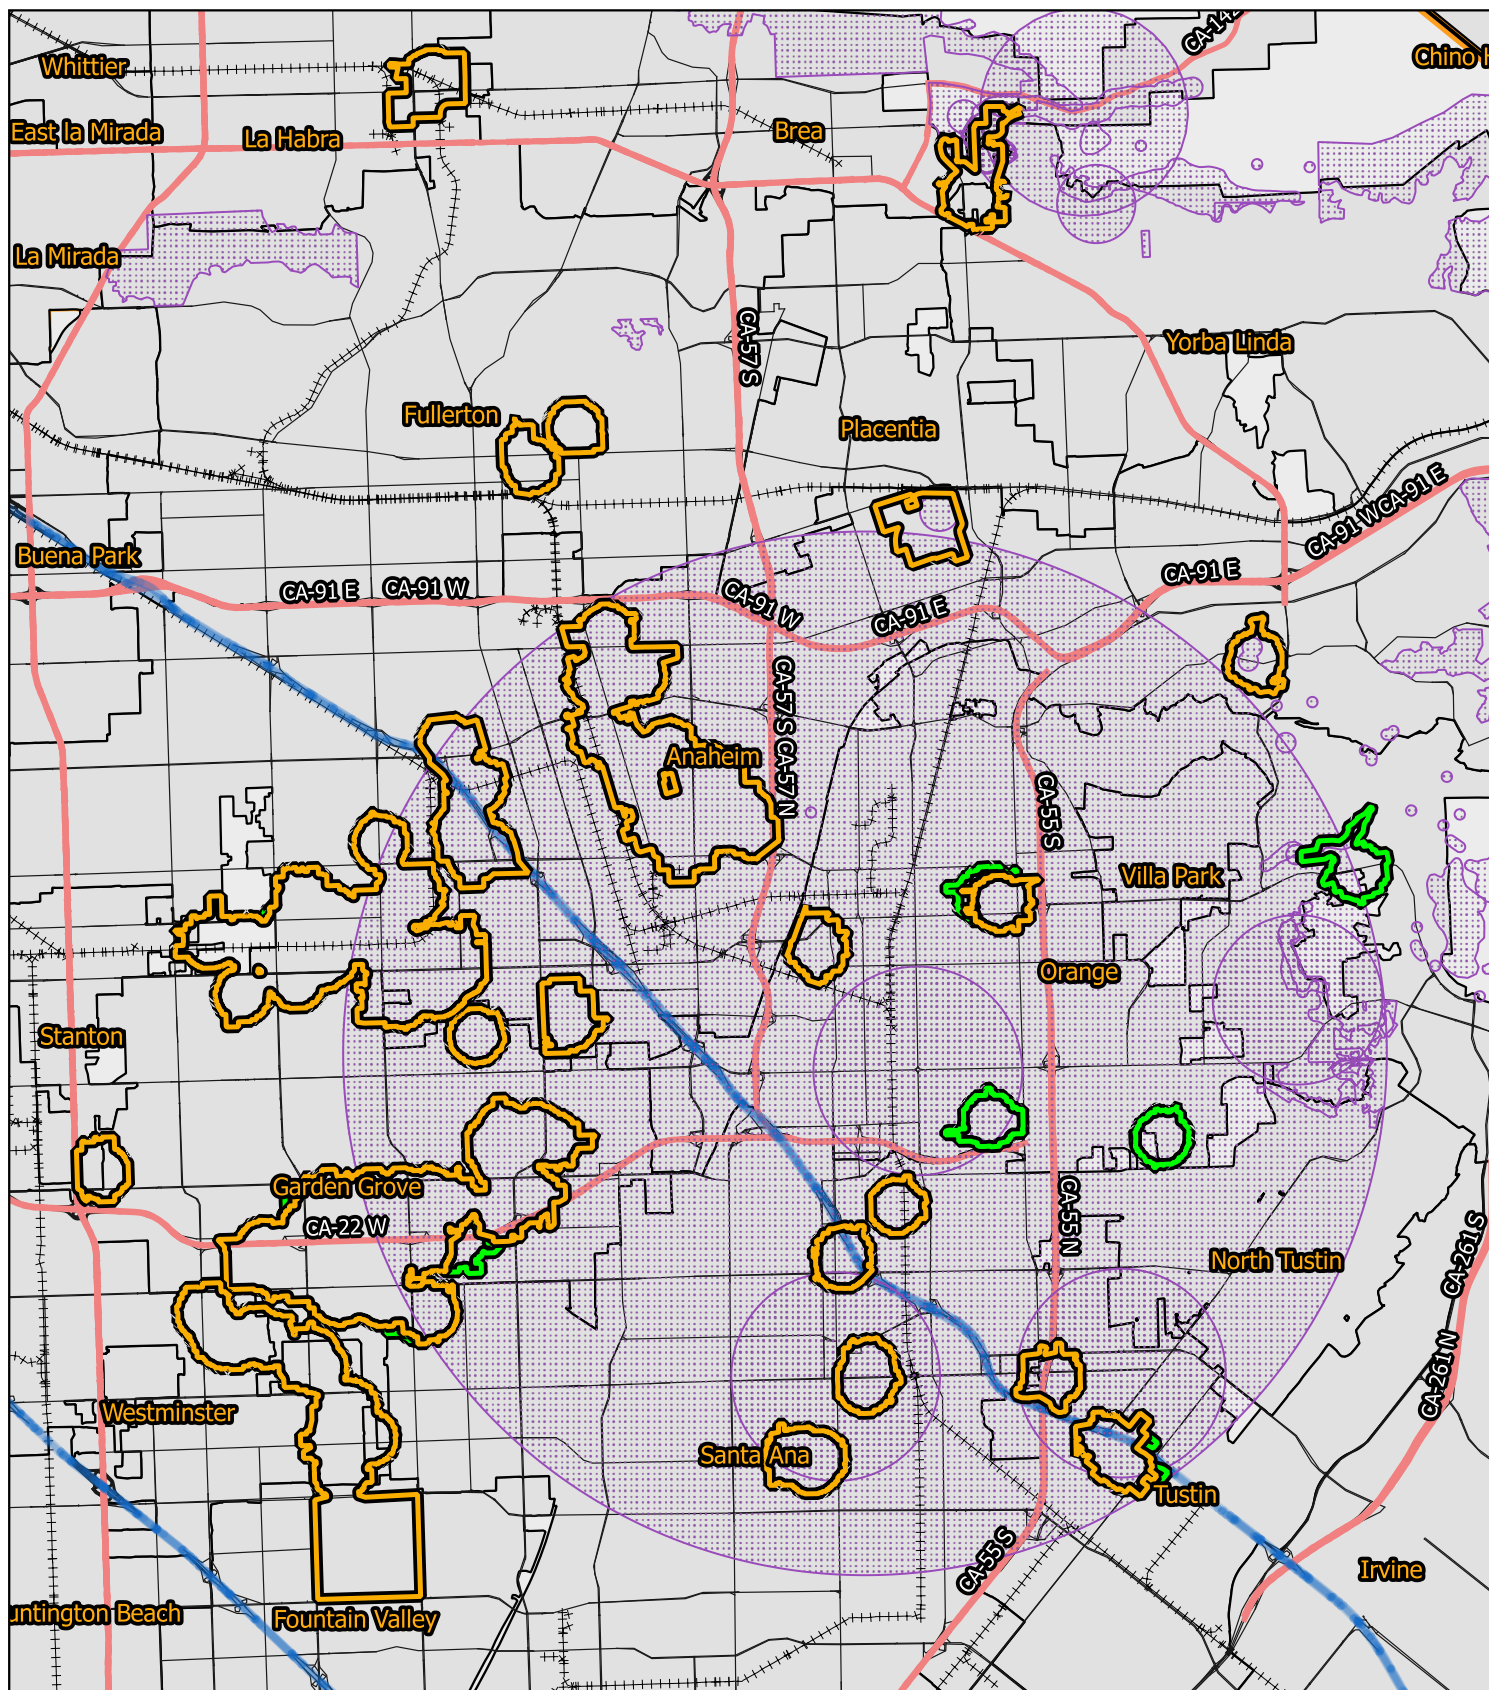 CA-142
Whittier
Chino H
East la Mirada
La Habra
Brea
La Mirada
CA-57 S
Yorba Linda
Fullerton
Placentia
CA-91 W
CA-91 E
Buena Park
CA-91 E
CA-91 W
CA-91 W
CA-91 E
CA-91 E
CA-57 S
CA-57 N
Anaheim
CA-55 S
Villa Park
Orange
Stanton
Garden Grove
CA-22 W
CA-55 N
North Tustin
CA-261 S
CA-261 N
Westminster
Santa Ana
Tustin
CA-55 S
Irvine
untington Beach
Fountain Valley